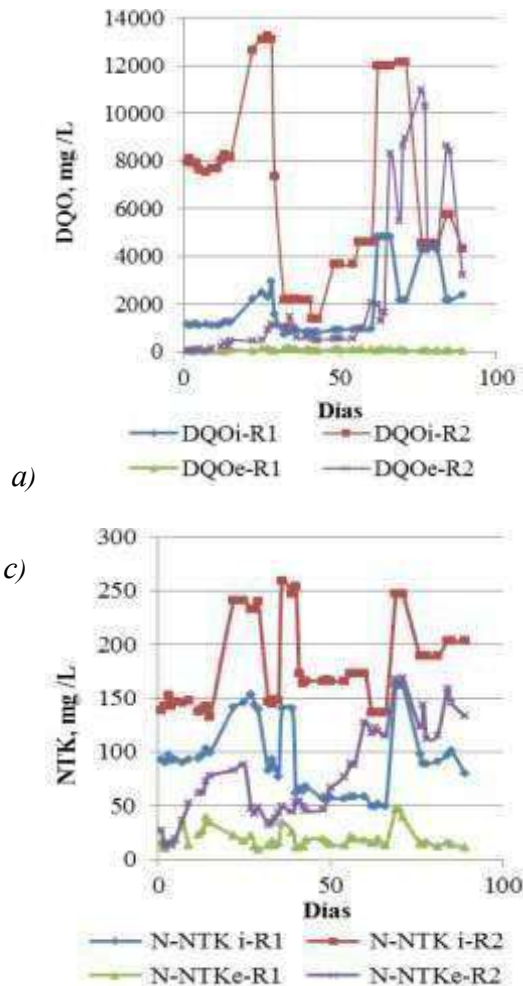 14000
12000
10000
8000
6000
4000
2000
0
DQO, mg /L
0 50 100
Dias
DQOi-R1 DQOi-R2
DQOe-R1 DQOe-R2
a)
c)
300
250
200
150
100
50
0
NTK, mg/L
0 50 100
Dias
N-NTK i-R1 N-NTK i-R2
N-NTKe-R1 N-NTKe-R2